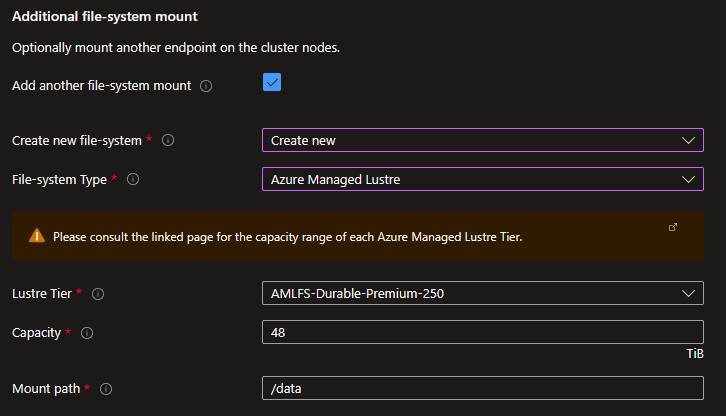 Additional file-system mount
Optionally mount another endpoint on the cluster nodes.
Add another file-system mount
Create new file-system * Create new
File-system Type * Azure Managed Lustre
Please consult the linked page for the capacity range of each Azure Managed Lustre Tier.
Lustre Tier * AMLFS-Durable-Premium-250
Capacity * 48
TiB
Mount path * /data